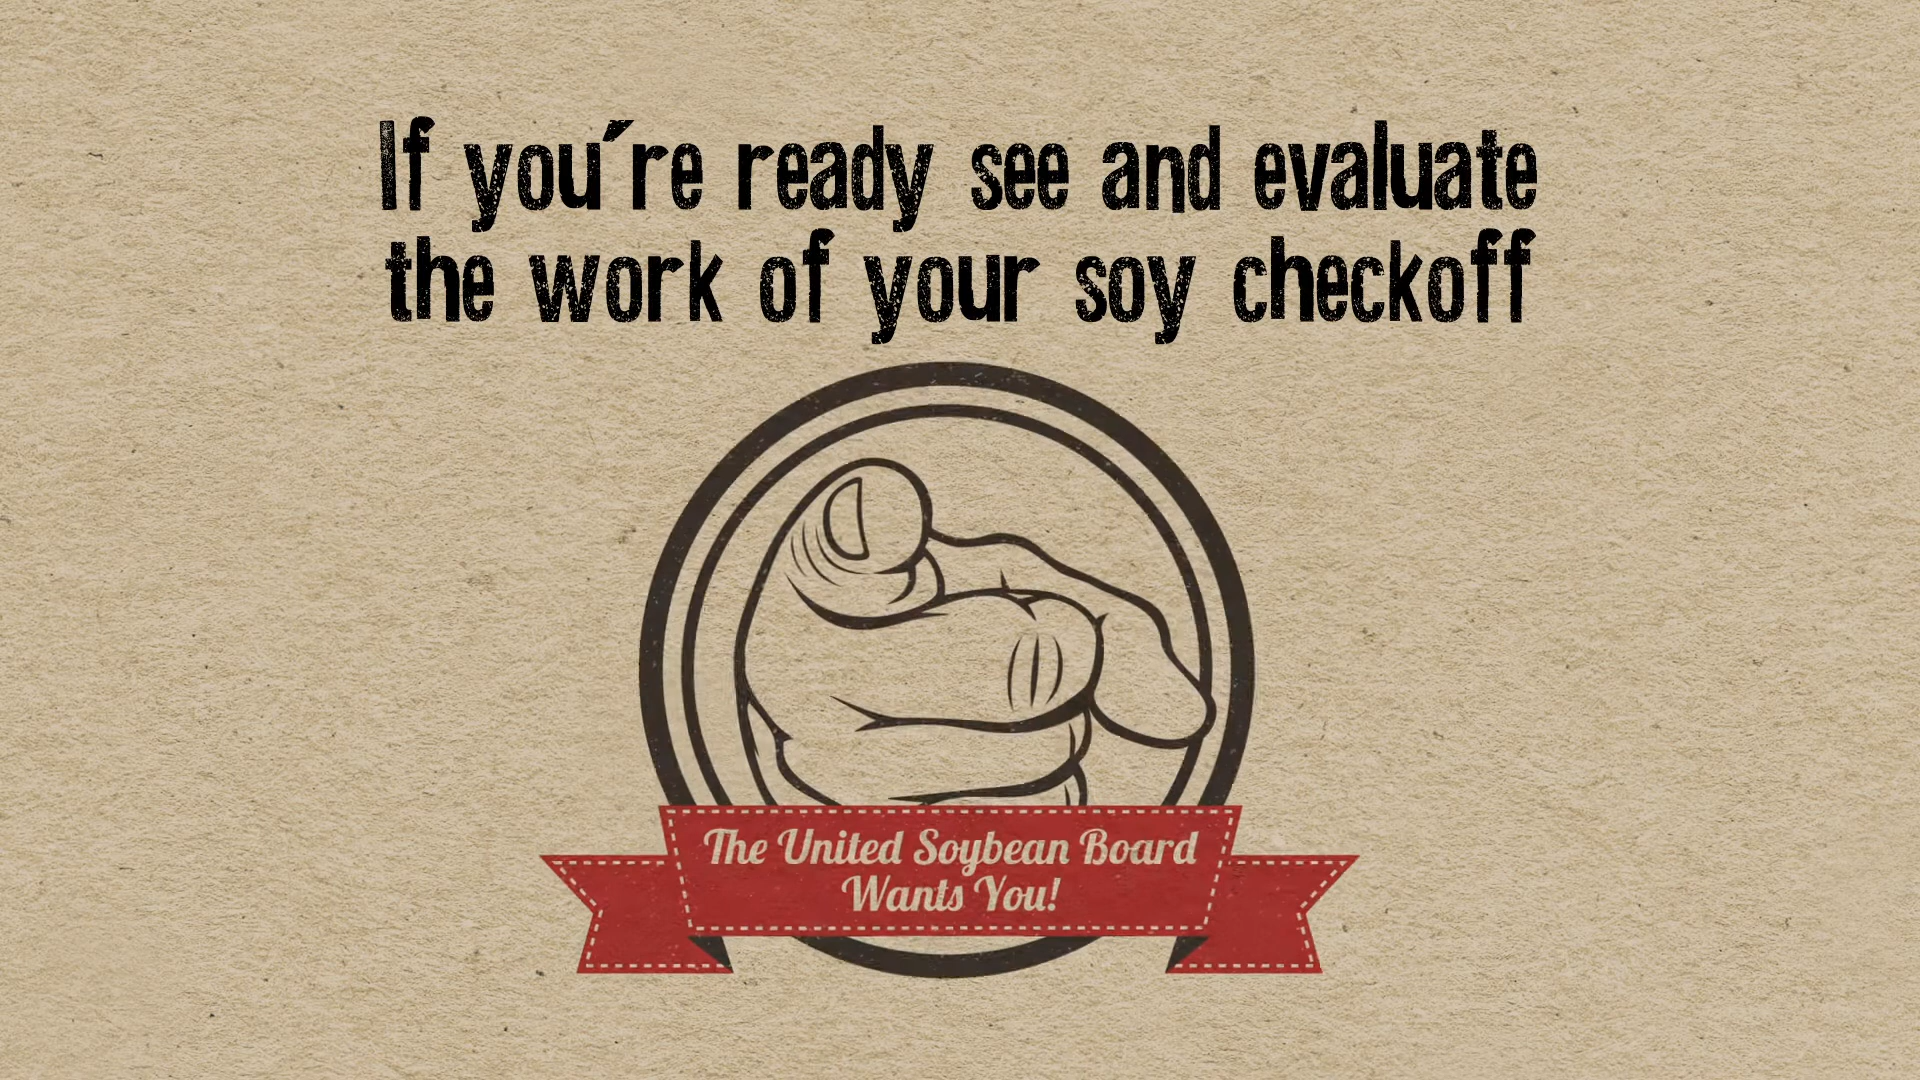 If you´re ready see and evaluate
the work of your soy checkoff
The United Soybean Board
Wants You!